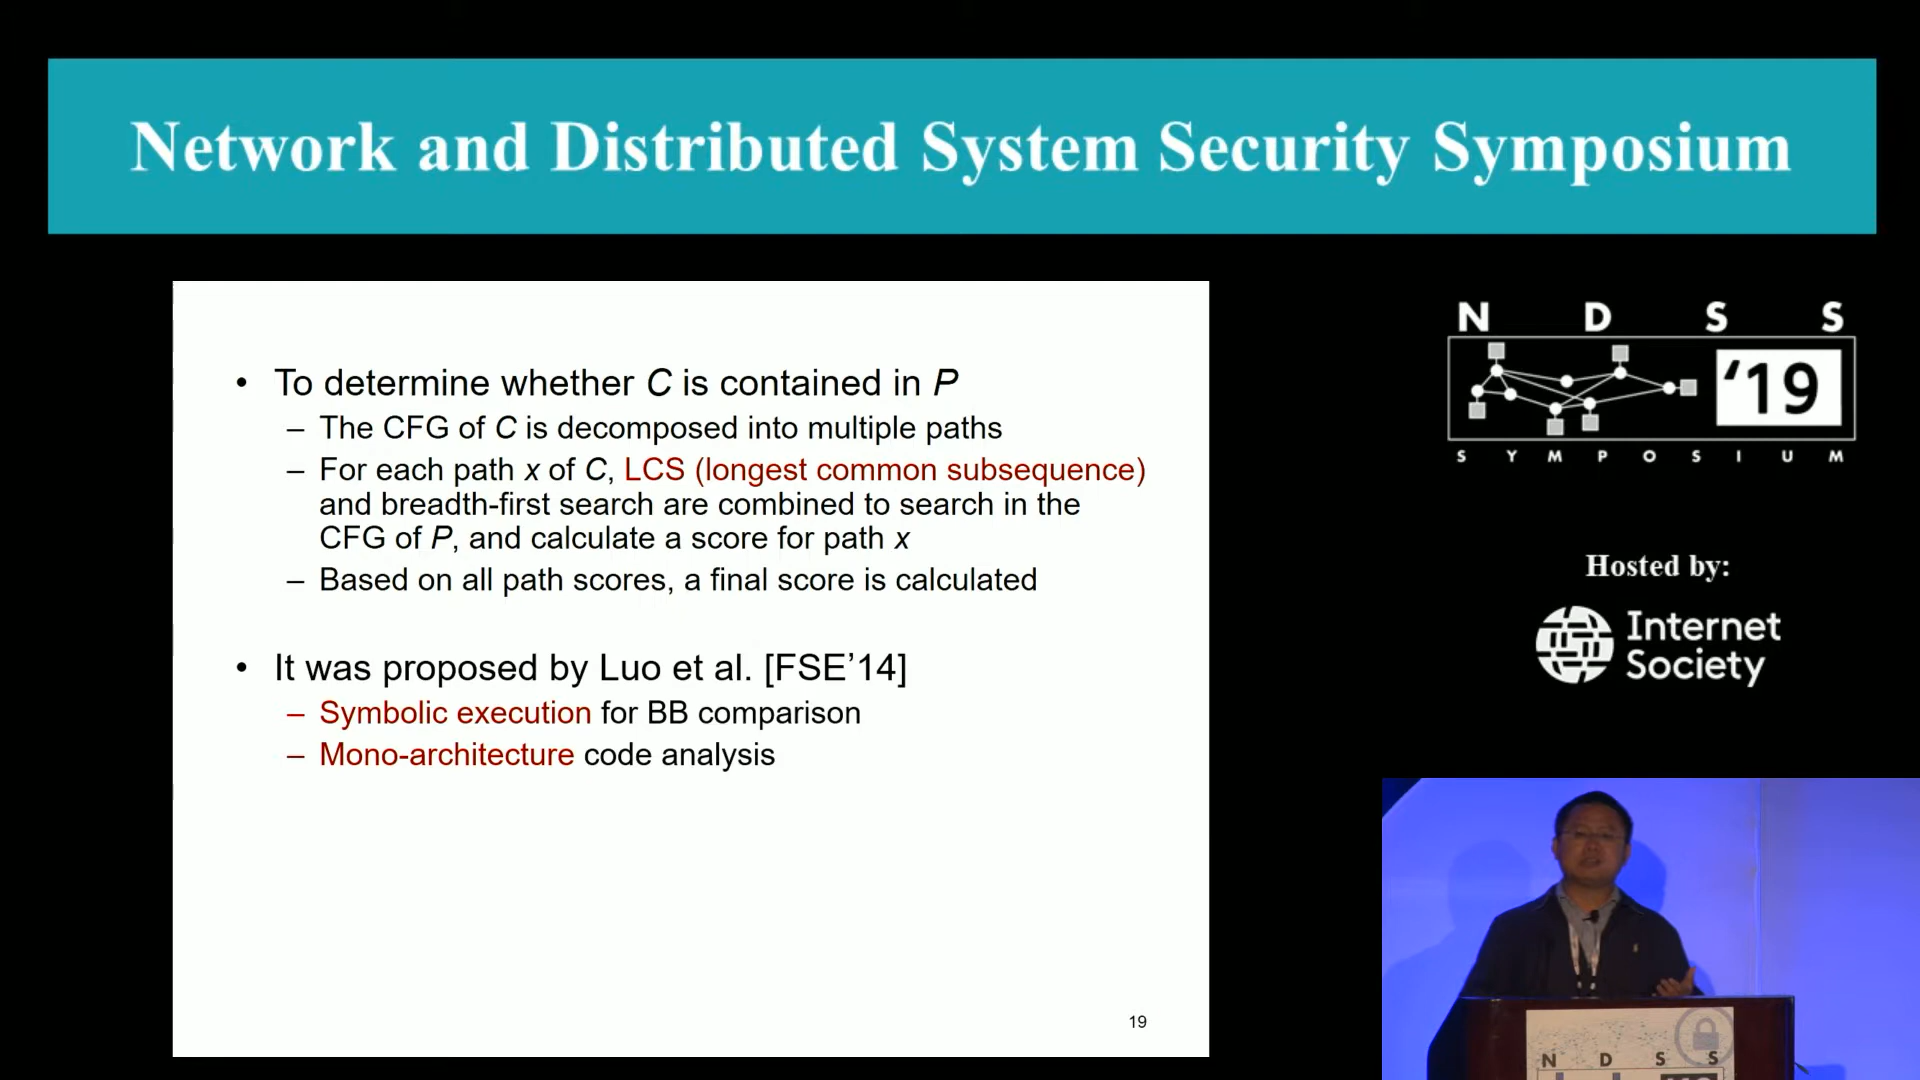 Network and Distributed System Security Symposium
N D S S
'19
S Y M P O S I U M
• To determine whether C is contained in P
– The CFG of C is decomposed into multiple paths
– For each path x of C, LCS (longest common subsequence)
and breadth-first search are combined to search in the
CFG of P, and calculate a score for path x
– Based on all path scores, a final score is calculated
• It was proposed by Luo et al. [FSE’14]
– Symbolic execution for BB comparison
– Mono-architecture code analysis
19
Hosted by:
Internet
Society
N D S S